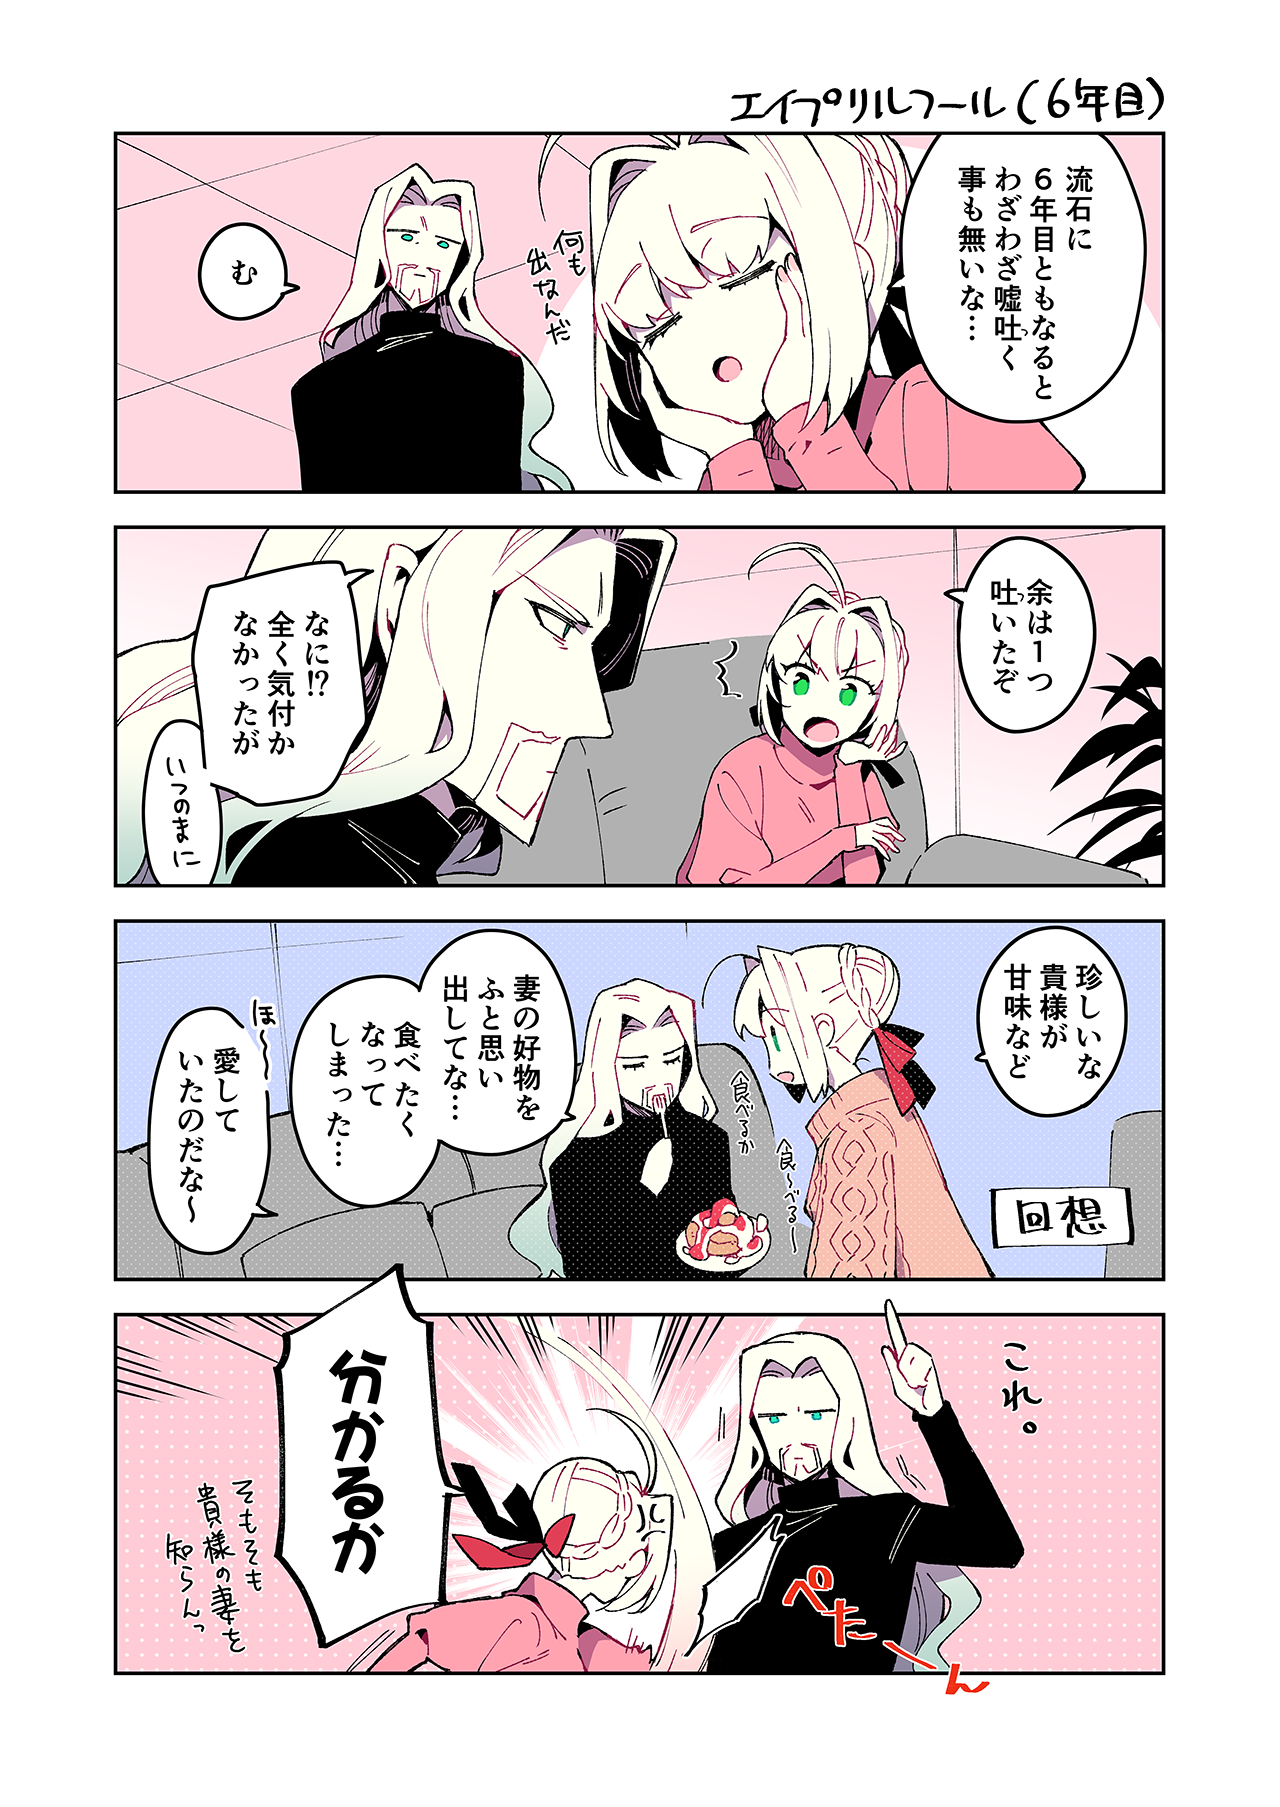 エイプリルフール(6年目)
流石に
6年目ともなると
わざわざ嘘吐く
事も無いな…
つ
何も
出なんだ
む
余は1つ
吐いたぞ
つ
なに!?
全く気付か
なかったが
いつのまに
珍しいな
貴様が
甘味など
回想
食べるか
食〜べる〜
妻の好物を
ふと思い
出してな…
食べたく
なって
しまった…
ほ〜
愛して
いたのだな〜
これ。
ぺたーん
分かるか
そもそも
貴様の妻を
知らんっ